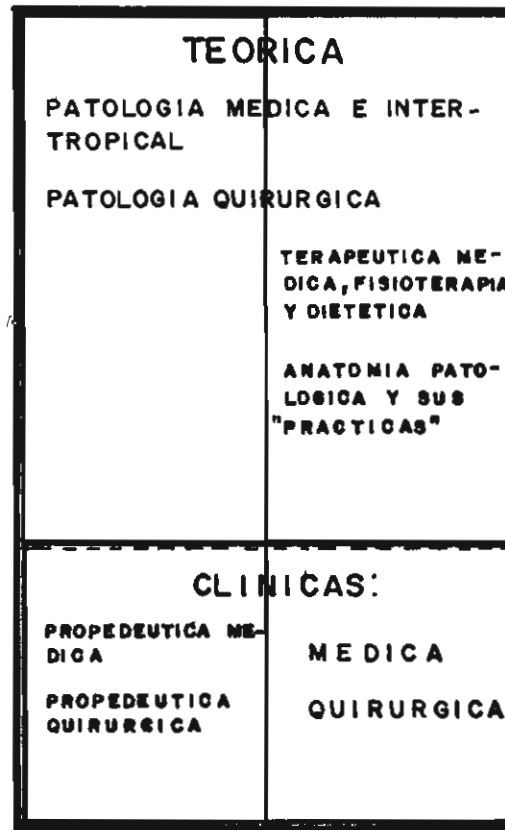 TEORICA
PATOLOGIA MEDICA E INTER-
TROPICAL
PATOLOGIA QUIRURGICA
TERAPEUTICA ME-
DICA, FISIOTERAPIA
Y DIETETICA
ANATOMIA PATO-
LOGICA Y SUS
"PRACTICAS"
CLINICAS:
PROPEDEUTICA ME-
DICA
PROPEDEUTICA
QUIRURGICA
MEDICA
QUIRURGICA